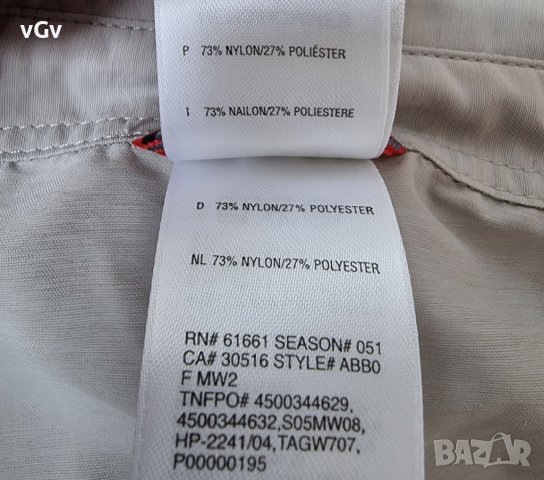 vGv
P 73% NYLON/27% POLIÉSTER
I 73% NAILON/27% POLIESTERE
D 73% NYLON/27% POLYESTER
NL 73% NYLON/27% POLYESTER
RN# 61661 SEASON# 051
CA# 30516 STYLE# ABB0
F MW2
TNFPO# 4500344629,
4500344632,S05MW08,
HP-2241/04,TAGW707,
P00000195
BAZAR